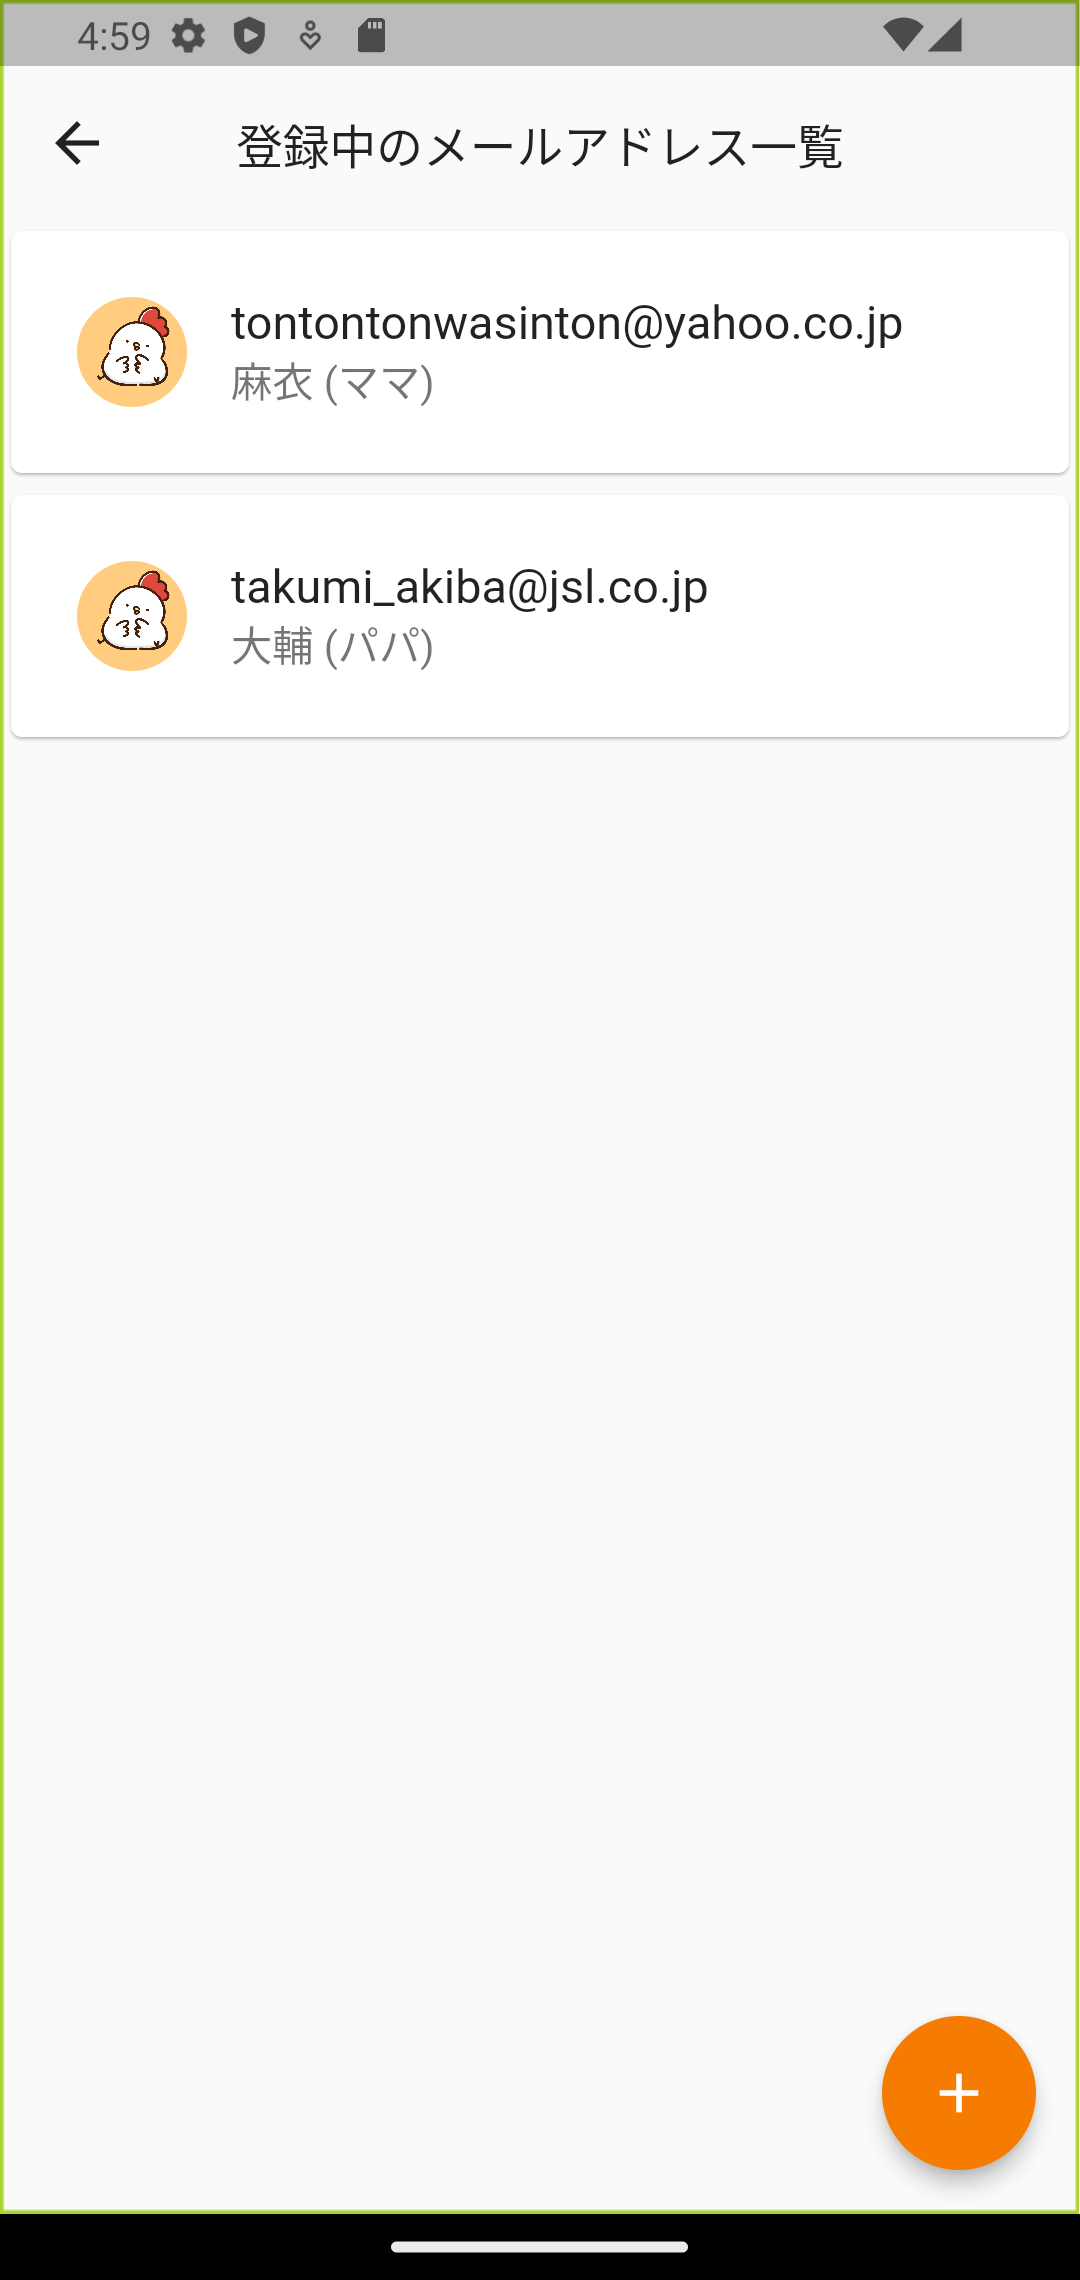 4:59
登録中のメールアドレス一覧
tontontonwasinton@yahoo.co.jp
麻衣 (ママ)
takumi_akiba@jsl.co.jp
大輔 (パパ)